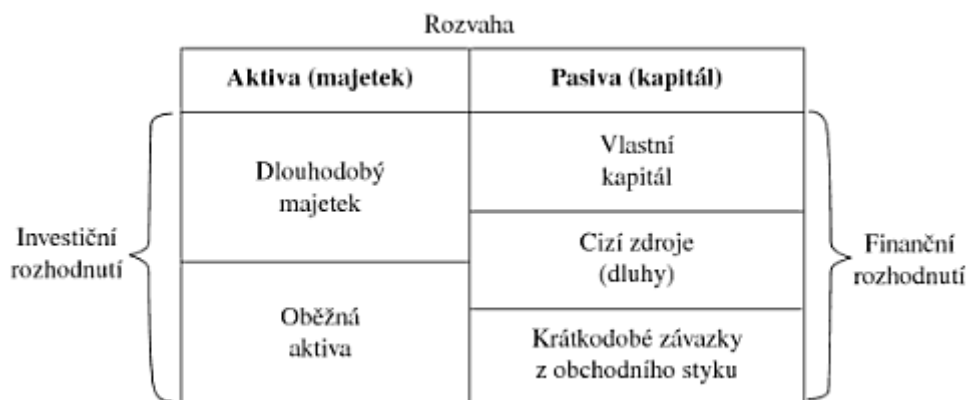 Rozvaha
Aktiva (majetek)
Pasiva (kapitál)
Investiční
rozhodnutí
Dlouhodobý
majetek
Oběžná
aktiva
Vlastní
kapitál
Cizí zdroje
(dluhy)
Krátkodobé závazky
z obchodního styku
Finanční
rozhodnutí